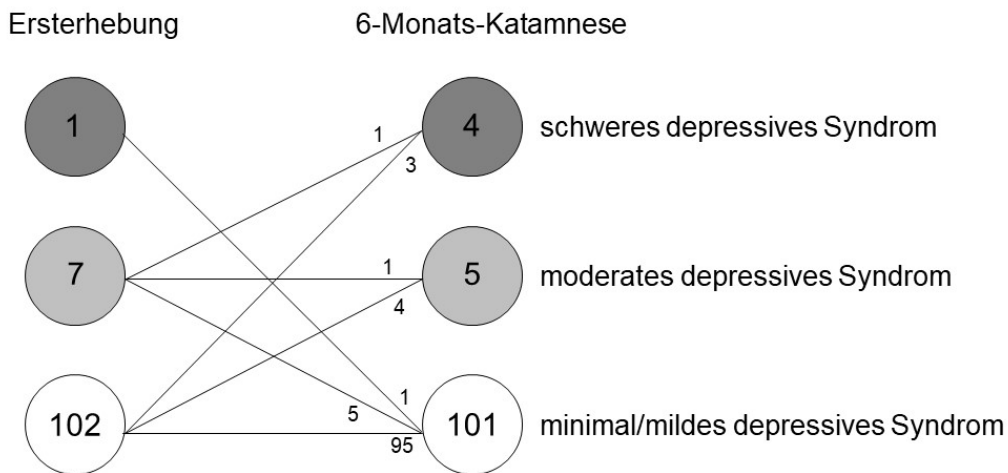 Ersterhebung 6-Monats-Katamnese
1 1 4 schweres depressives Syndrom
3
7 1 5 moderates depressives Syndrom
4
1
102 5 101 minimal/mildes depressives Syndrom
95